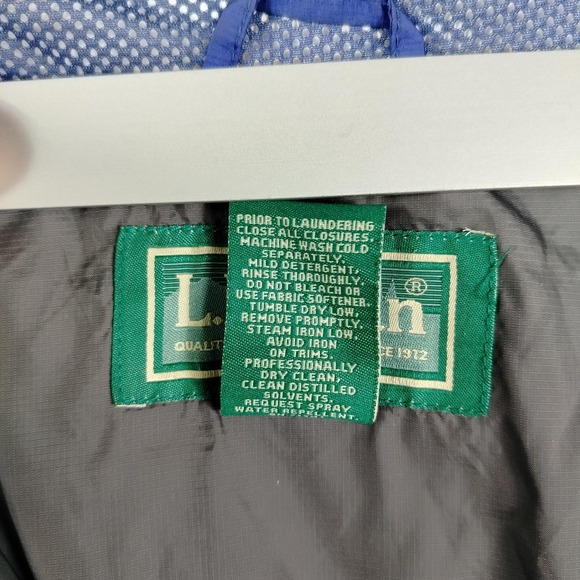 PRIOR TO LAUNDERING
CLOSE ALL CLOSURES.
MACHINE WASH COLD
SEPARATELY.
MILD DETERGENT,
RINSE THOROUGHLY.
DO NOT BLEACH OR
USE FABRIC SOFTENER.
TUMBLE DRY LOW,
REMOVE PROMPTLY.
STEAM IRON LOW,
AVOID IRON
ON TRIMS.
PROFESSIONALLY
DRY CLEAN,
CLEAN DISTILLED
SOLVENTS.
REQUEST SPRAY
WATER REPELLENT.
L. n®
QUALIT CE 1912